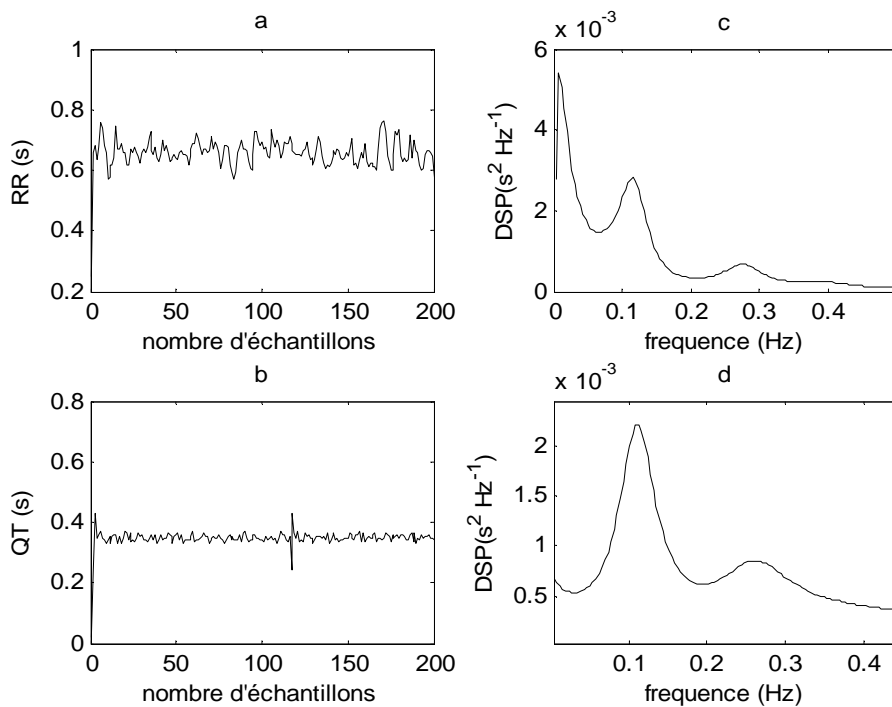 a
1
0.8
0.6
0.4
0.2
RR (s)
0 50 100 150 200
nombre d'échantillons
c
x 10⁻³
6
4
2
0
DSP(s² Hz⁻¹)
0 0.1 0.2 0.3 0.4
frequence (Hz)
b
0.8
0.6
0.4
0.2
0
QT (s)
0 50 100 150 200
nombre d'échantillons
d
x 10⁻³
2
1.5
1
0.5
DSP(s² Hz⁻¹)
0.1 0.2 0.3 0.4
frequence (Hz)